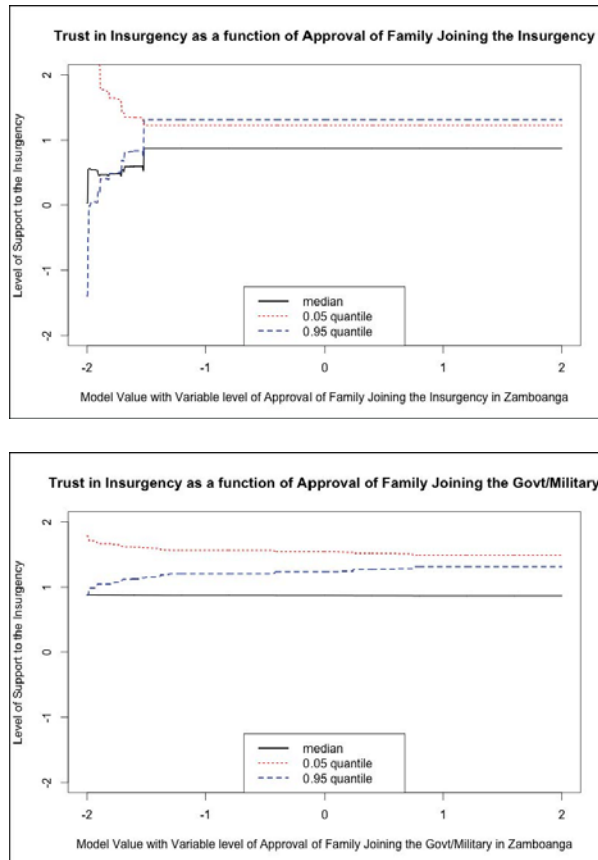 Trust in Insurgency as a function of Approval of Family Joining the Insurgency
Level of Support to the Insurgency
2
1
0
-1
-2
median
0.05 quantile
0.95 quantile
-2 -1 0 1 2
Model Value with Variable level of Approval of Family Joining the Insurgency in Zamboanga
Trust in Insurgency as a function of Approval of Family Joining the Govt/Military
Level of Support to the Insurgency
2
1
0
-1
-2
median
0.05 quantile
0.95 quantile
-2 -1 0 1 2
Model Value with Variable level of Approval of Family Joining the Govt/Military in Zamboanga